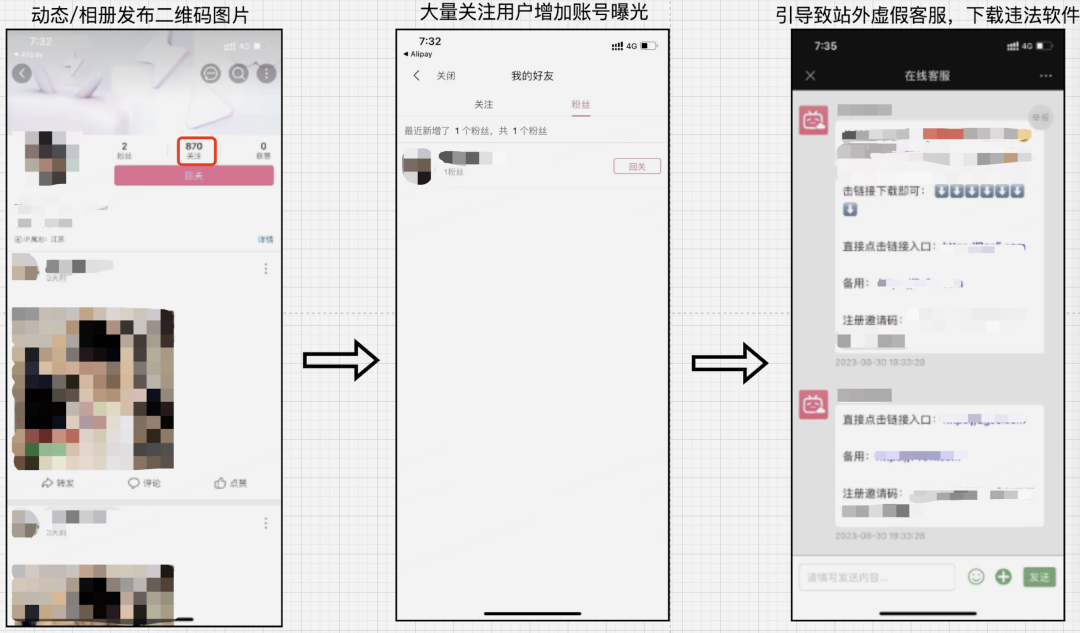 动态/相册发布二维码图片
7:32
4G
◀ Alipay
2
粉丝
870
关注
0
获赞
回关
IP属地：江苏
详情
3天前
转发
评论
点赞
3天前
大量关注用户增加账号曝光
7:32
4G
◀ Alipay
关闭
我的好友
关注
粉丝
最近新增了 1个粉丝，共 1个粉丝
1粉丝
回关
引导致站外虚假客服，下载违法软件
7:35
4G
在线客服
举报
击链接下载即可：
直接点击链接入口：
备用：
注册邀请码：
2023-08-30 19:33:28
直接点击链接入口：
备用：
注册邀请码：
2023-08-30 19:33:28
请填写发送内容...
发送